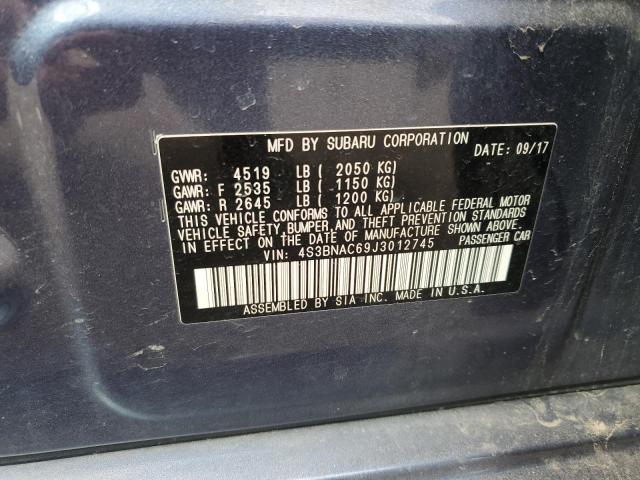 MFD BY SUBARU CORPORATION DATE: 09/17
GVWR: 4519 LB ( 2050 KG)
GAWR: F 2535 LB ( 1150 KG)
GAWR: R 2645 LB ( 1200 KG)
THIS VEHICLE CONFORMS TO ALL APPLICABLE FEDERAL MOTOR
VEHICLE SAFETY,BUMPER,AND THEFT PREVENTION STANDARDS
IN EFFECT ON THE DATE OF MANUFACTURE
VIN: 4S3BNAC69J3012745 PASSENGER CAR
ASSEMBLED BY SIA INC. MADE IN U.S.A.